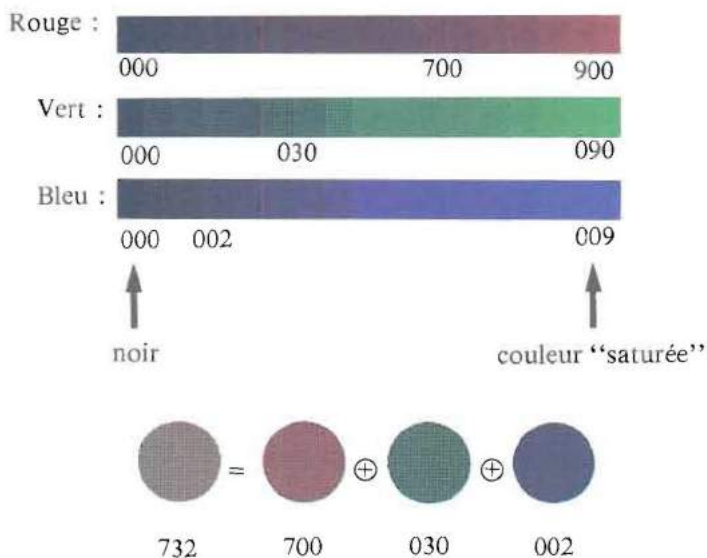 Rouge :
000 700 900
Vert :
000 030 090
Bleu :
000 002 009
noir couleur “saturée”
= ⊕ ⊕
732 700 030 002